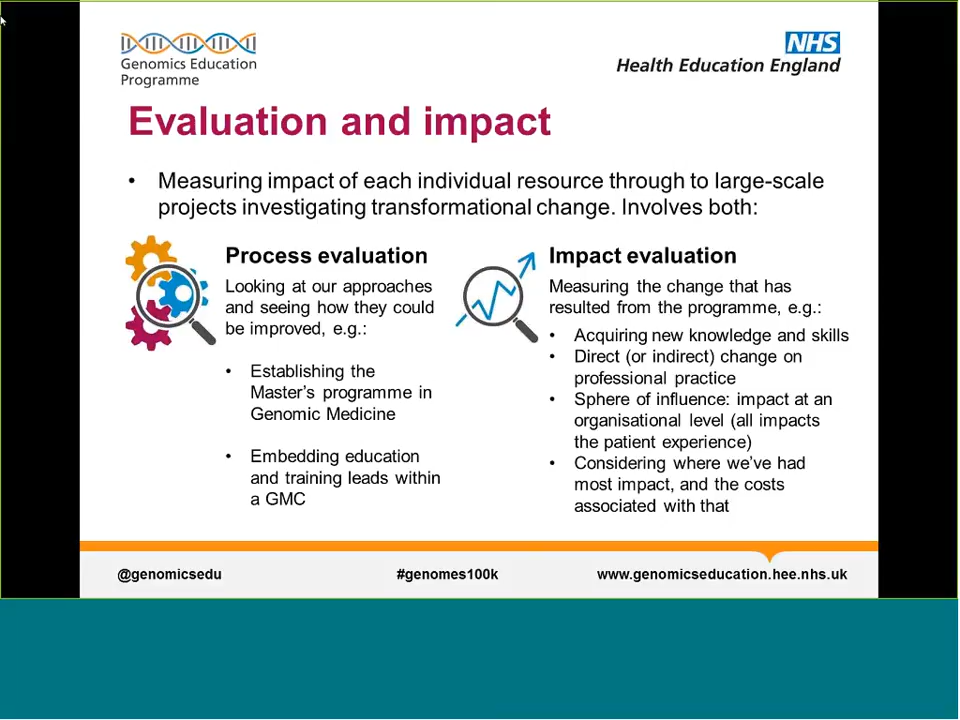 Genomics Education
Programme
NHS
Health Education England
Evaluation and impact
• Measuring impact of each individual resource through to large-scale
projects investigating transformational change. Involves both:
Process evaluation
Looking at our approaches
and seeing how they could
be improved, e.g.:
• Establishing the
Master's programme in
Genomic Medicine
• Embedding education
and training leads within
a GMC
Impact evaluation
Measuring the change that has
resulted from the programme, e.g.:
• Acquiring new knowledge and skills
• Direct (or indirect) change on
professional practice
• Sphere of influence: impact at an
organisational level (all impacts
the patient experience)
• Considering where we've had
most impact, and the costs
associated with that
@genomicsedu
#genomes100k
www.genomicseducation.hee.nhs.uk